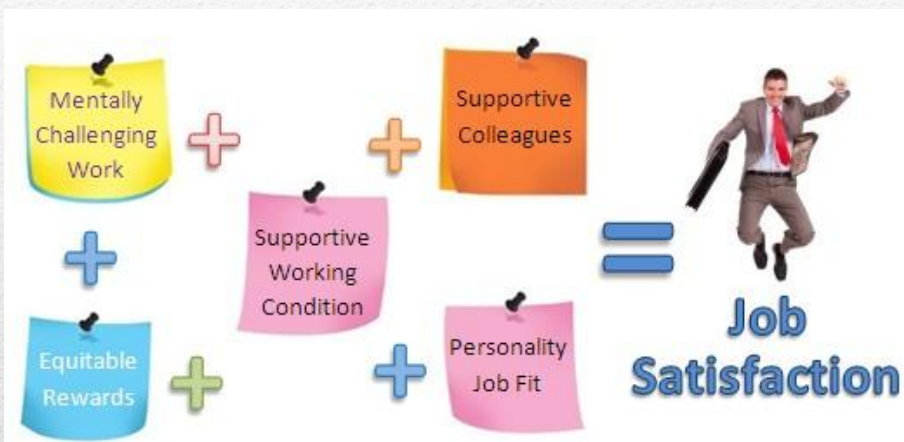 Mentally
Challenging
Work
+
+
Supportive
Colleagues
+
Supportive
Working
Condition
=
Equitable
Rewards
+
+
Personality
Job Fit
Job
Satisfaction